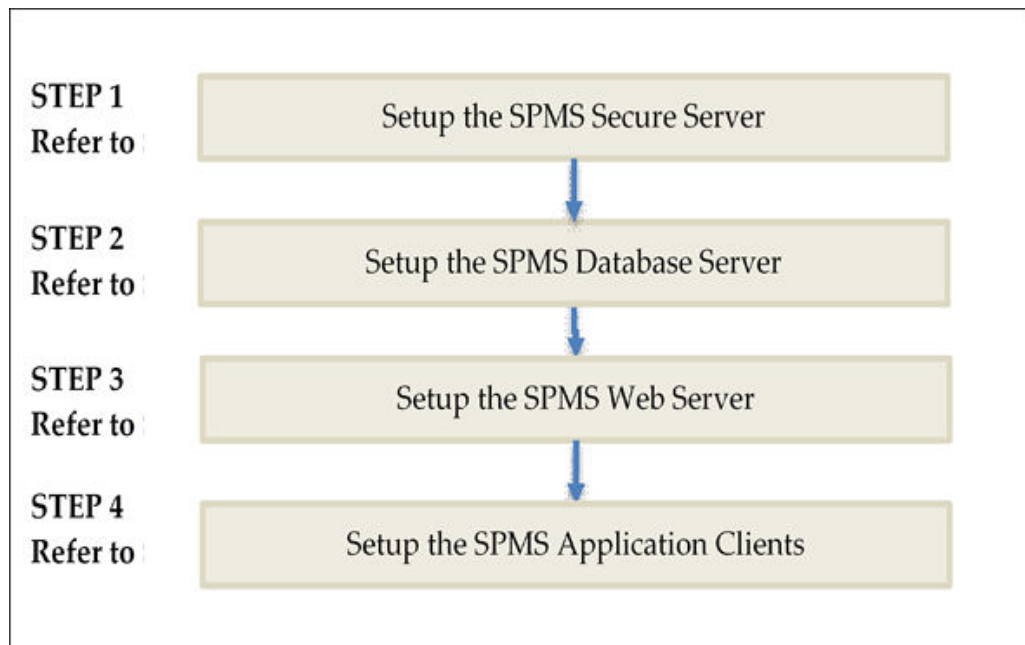 STEP 1
Refer to
Setup the SPMS Secure Server
STEP 2
Refer to
Setup the SPMS Database Server
STEP 3
Refer to
Setup the SPMS Web Server
STEP 4
Refer to
Setup the SPMS Application Clients